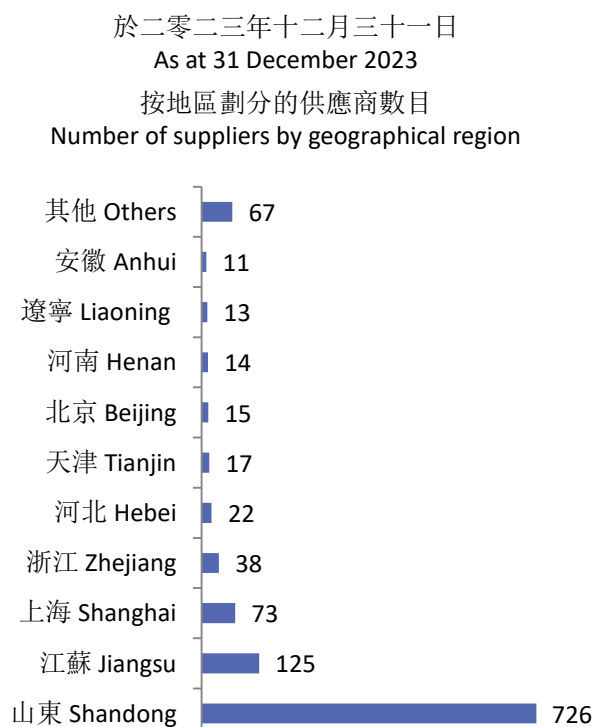 於二零二三年十二月三十一日
As at 31 December 2023
按地區劃分的供應商數目
Number of suppliers by geographical region
其他 Others 67
安徽 Anhui 11
遼寧 Liaoning 13
河南 Henan 14
北京 Beijing 15
天津 Tianjin 17
河北 Hebei 22
浙江 Zhejiang 38
上海 Shanghai 73
江蘇 Jiangsu 125
山東 Shandong 726